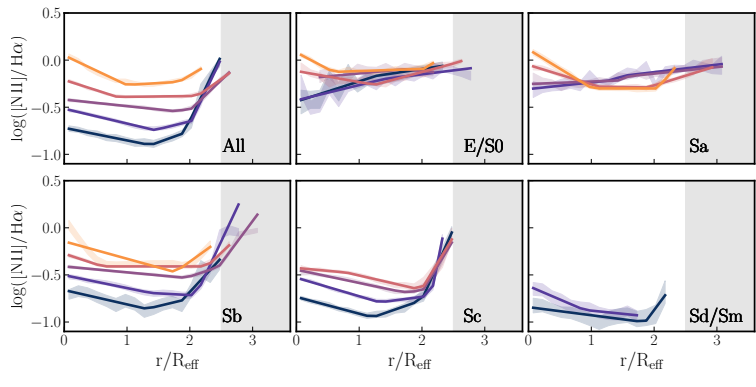 0.5
0.0
−0.5
−1.0
log([NII]/Hα)
All
E/S0
Sa
0.5
0.0
−0.5
−1.0
log([NII]/Hα)
Sb
Sc
Sd/Sm
0 1 2 3
0 1 2 3
0 1 2 3
r/R_eff
r/R_eff
r/R_eff